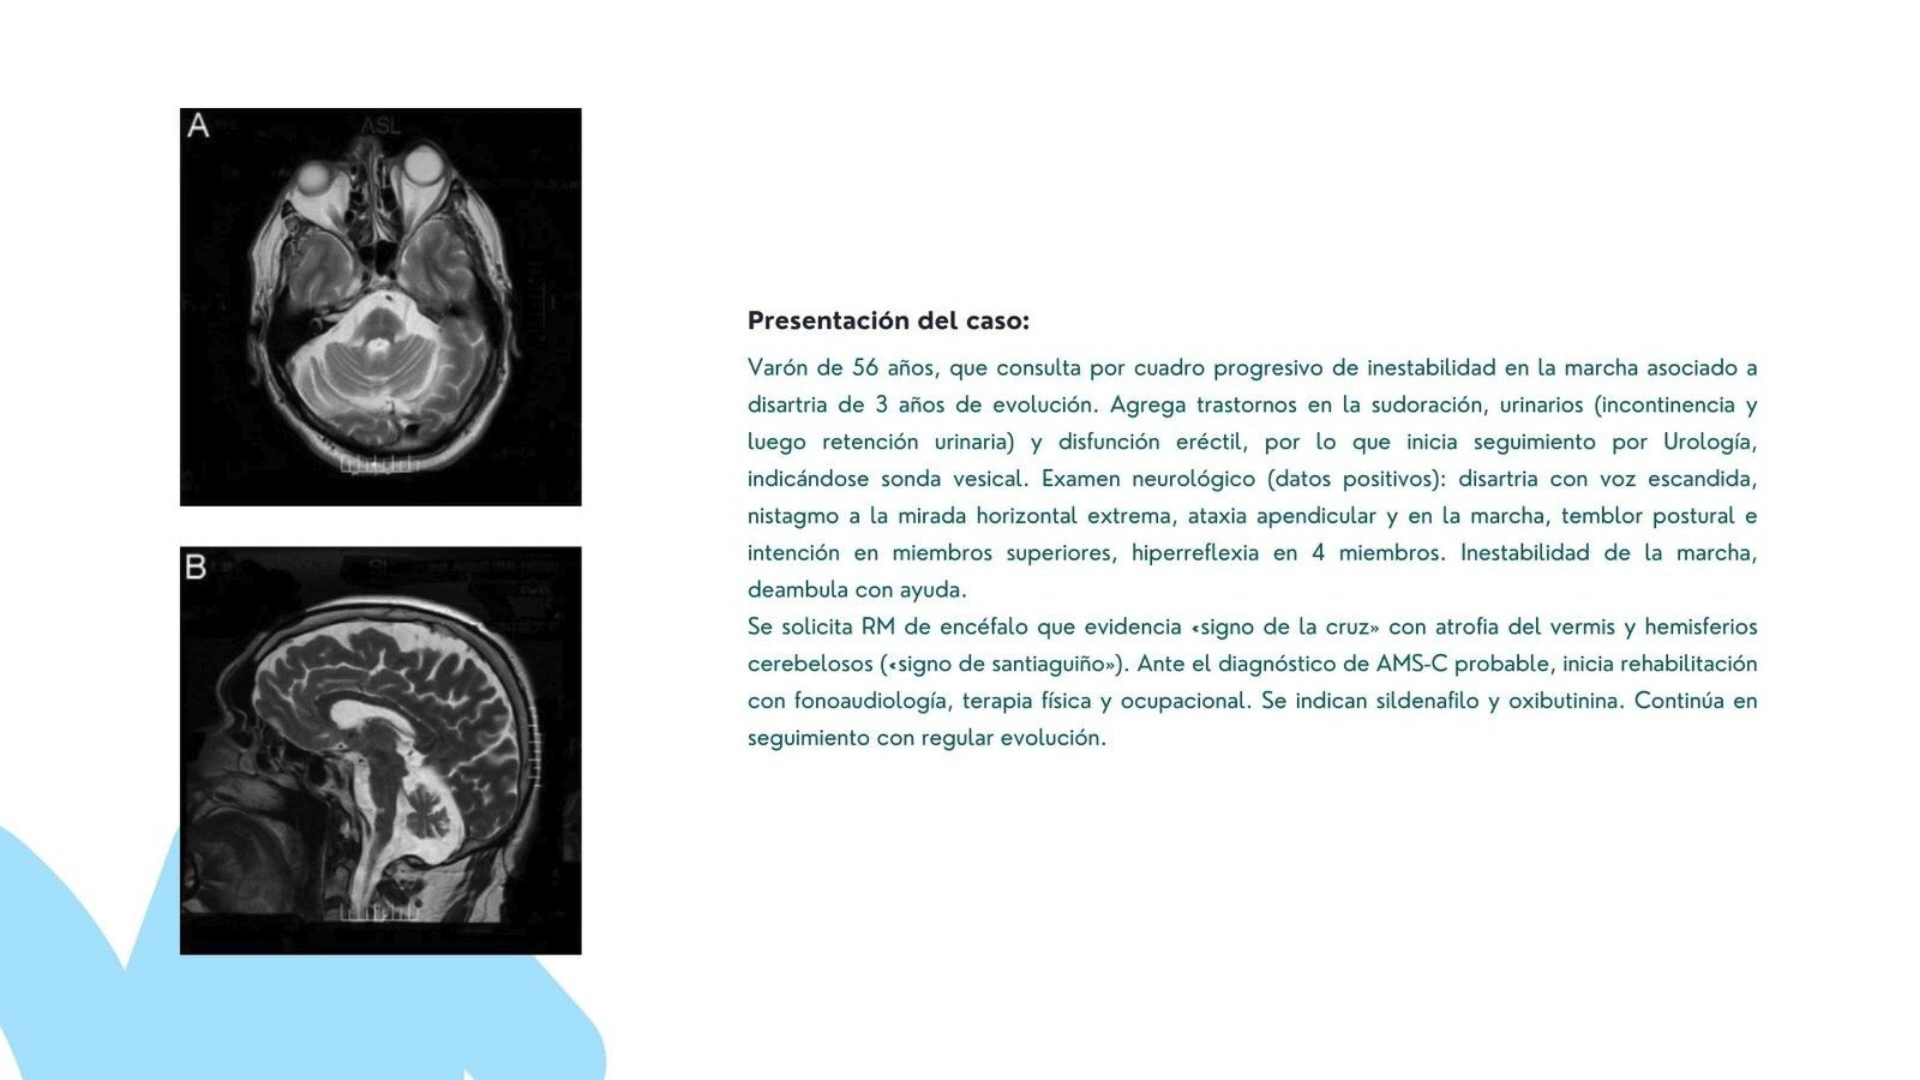 A
ASL
B
Presentación del caso:
Varón de 56 años, que consulta por cuadro progresivo de inestabilidad en la marcha asociado a
disartria de 3 años de evolución. Agrega trastornos en la sudoración, urinarios (incontinencia y
luego retención urinaria) y disfunción eréctil, por lo que inicia seguimiento por Urología,
indicándose sonda vesical. Examen neurológico (datos positivos): disartria con voz escandida,
nistagmo a la mirada horizontal extrema, ataxia apendicular y en la marcha, temblor postural e
intención en miembros superiores, hiperreflexia en 4 miembros. Inestabilidad de la marcha,
deambula con ayuda.
Se solicita RM de encéfalo que evidencia «signo de la cruz» con atrofia del vermis y hemisferios
cerebelosos («signo de santiaguiño»). Ante el diagnóstico de AMS-C probable, inicia rehabilitación
con fonoaudiología, terapia física y ocupacional. Se indican sildenafilo y oxibutinina. Continúa en
seguimiento con regular evolución.